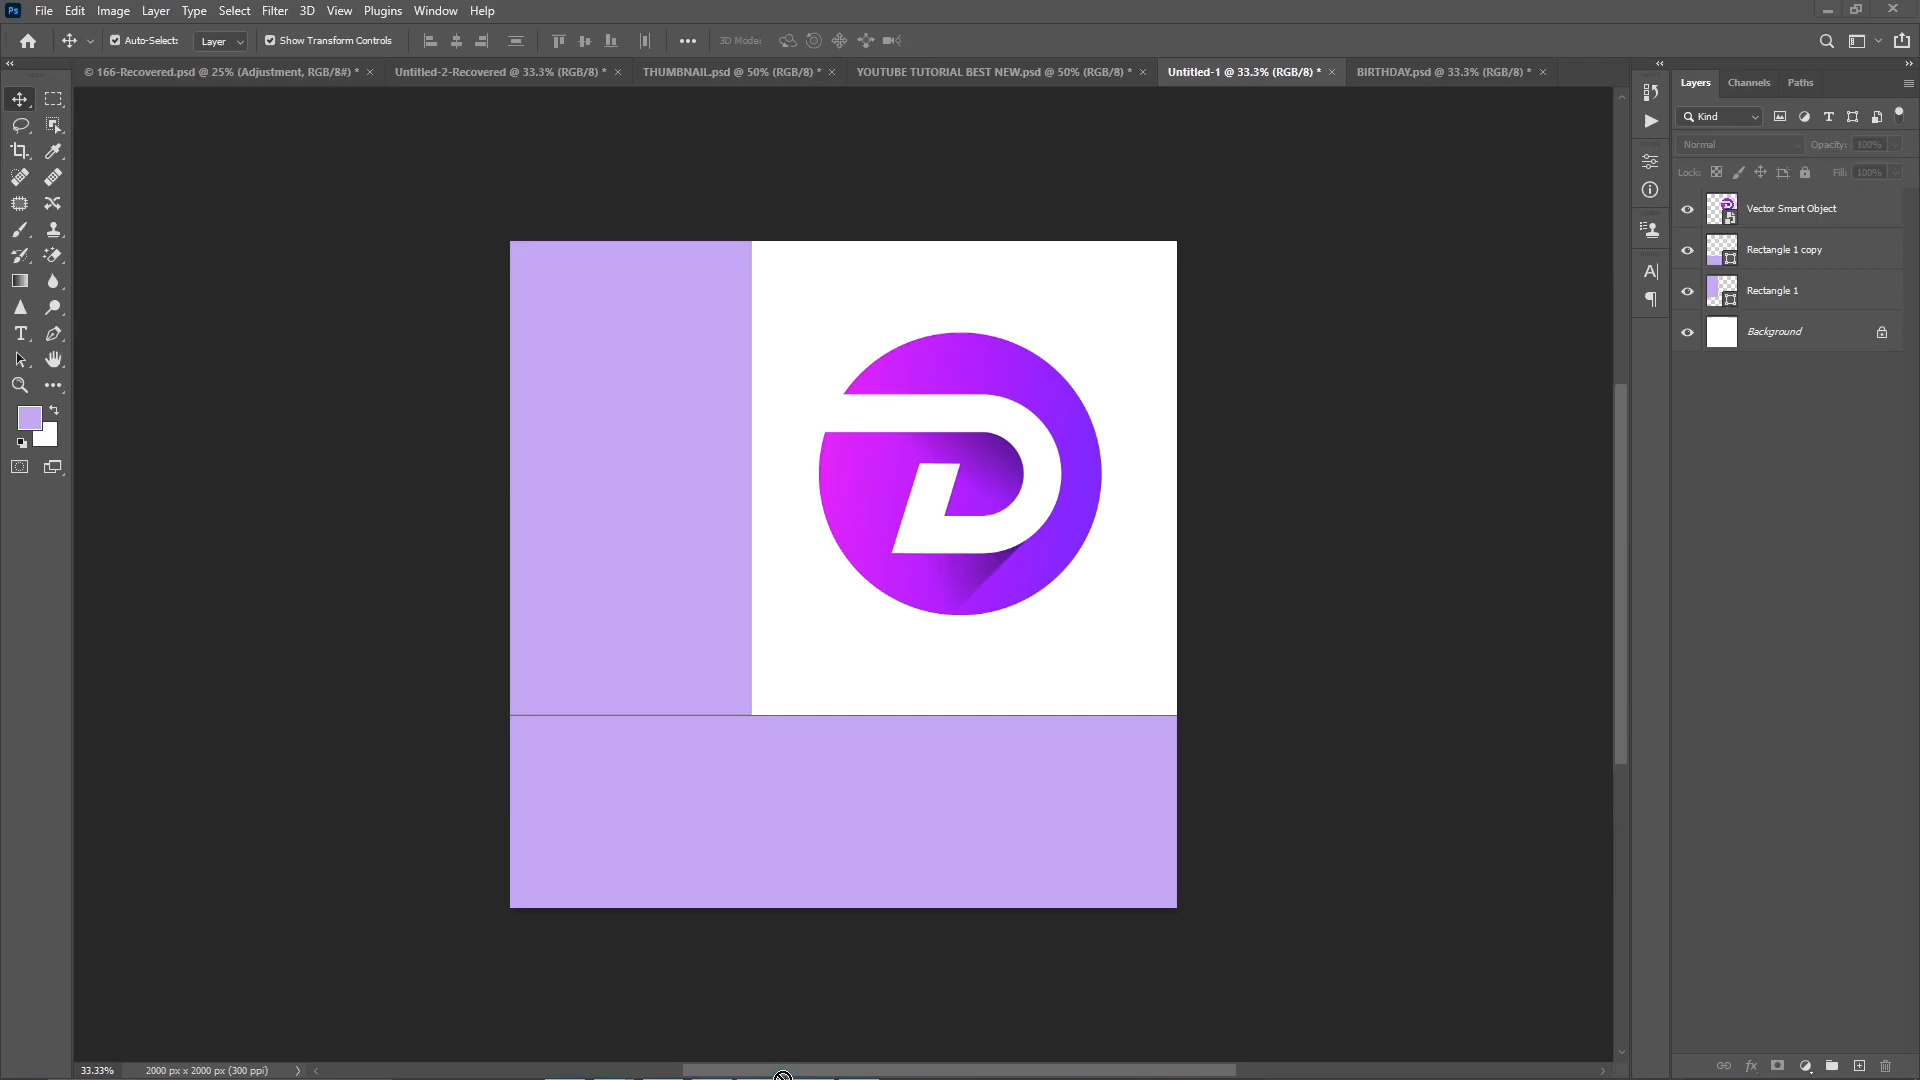 Ps File Edit Image Layer Type Select Filter 3D View Plugins Window Help
Auto-Select: Layer Show Transform Controls 3D Mode:
© 166-Recovered.psd @ 25% (Adjustment, RGB/8#) * Untitled-2-Recovered @ 33.3% (RGB/8) * THUMBNAIL.psd @ 50% (RGB/8) * YOUTUBE TUTORIAL BEST NEW.psd @ 50% (RGB/8) * Untitled-1 @ 33.3% (RGB/8) * BIRTHDAY.psd @ 33.3% (RGB/8) *
Layers Channels Paths
Kind
Normal Opacity: 100%
Lock: Fill: 100%
Vector Smart Object
Rectangle 1 copy
Rectangle 1
Background
D
33.33% 2000 px x 2000 px (300 ppi)